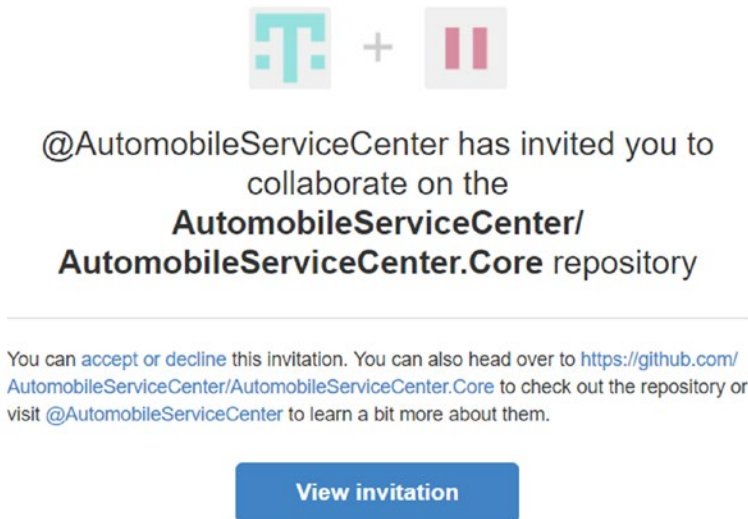 @AutomobileServiceCenter has invited you to
collaborate on the
AutomobileServiceCenter/
AutomobileServiceCenter.Core repository
You can accept or decline this invitation. You can also head over to https://github.com/
AutomobileServiceCenter/AutomobileServiceCenter.Core to check out the repository or
visit @AutomobileServiceCenter to learn a bit more about them.
View invitation